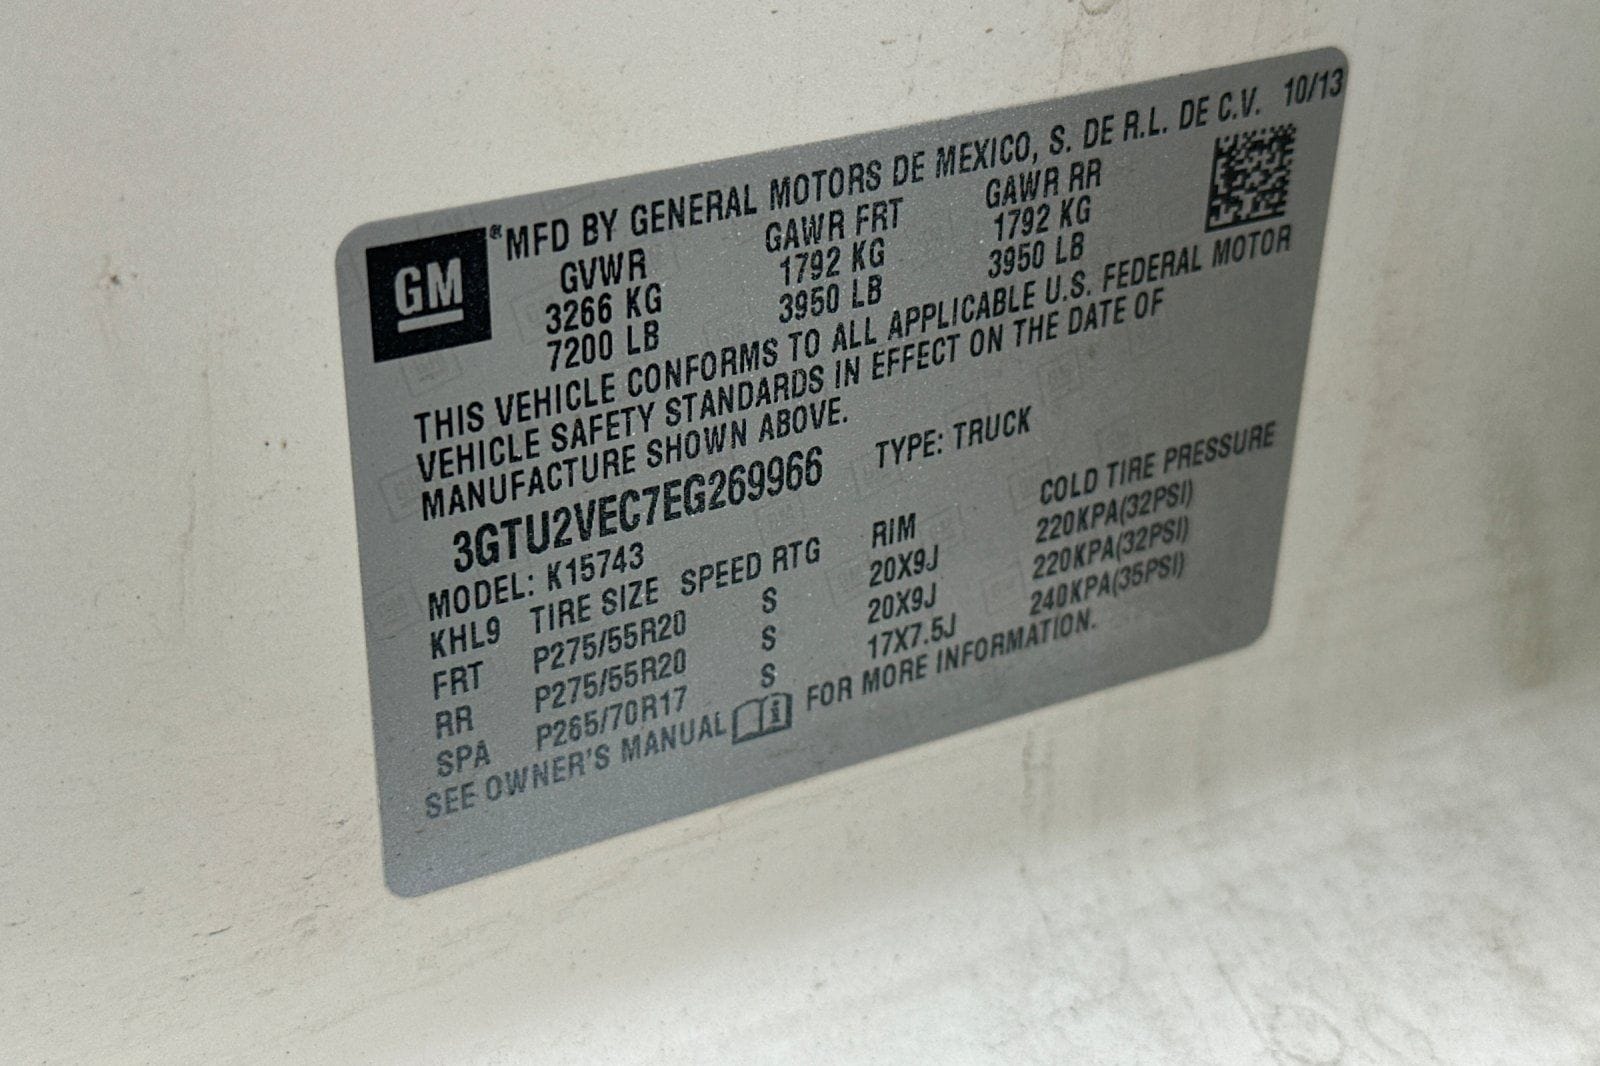 GM ® MFD BY GENERAL MOTORS DE MEXICO, S. DE R.L. DE C.V. 10/13
GVWR GAWR FRT GAWR RR
3266 KG 1792 KG 1792 KG
7200 LB 3950 LB 3950 LB
THIS VEHICLE CONFORMS TO ALL APPLICABLE U.S. FEDERAL MOTOR
VEHICLE SAFETY STANDARDS IN EFFECT ON THE DATE OF
MANUFACTURE SHOWN ABOVE.
3GTU2VEC7EG269966 TYPE: TRUCK
MODEL: K15743
KHL9 TIRE SIZE SPEED RTG RIM COLD TIRE PRESSURE
FRT P275/55R20 S 20X9J 220KPA(32PSI)
RR P275/55R20 S 20X9J 220KPA(32PSI)
SPA P265/70R17 S 17X7.5J 240KPA(35PSI)
SEE OWNER'S MANUAL i FOR MORE INFORMATION.